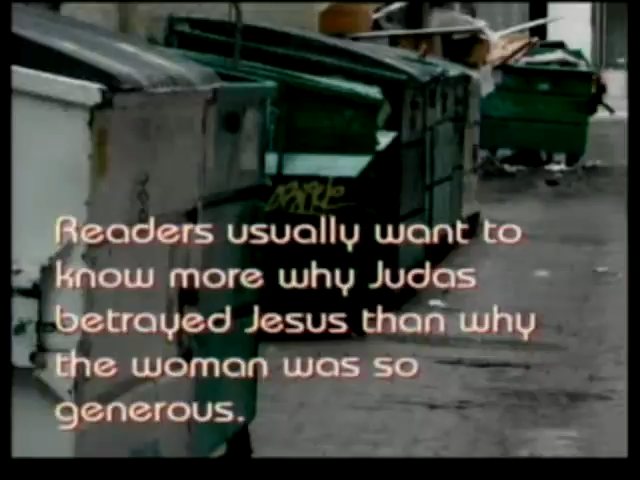 Readers usually want to
know more why Judas
betrayed Jesus than why
the woman was so
generous.